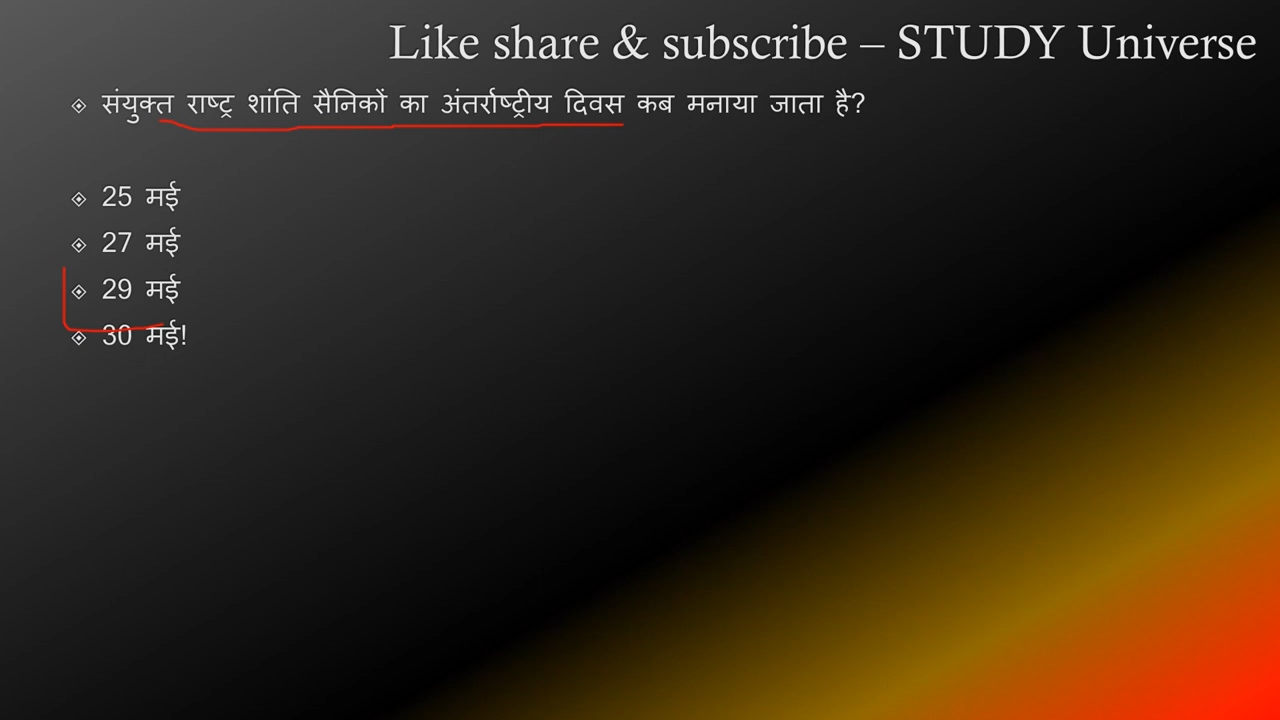 Like share & subscribe – STUDY Universe
संयुक्त राष्ट्र शांति सैनिकों का अंतर्राष्ट्रीय दिवस कब मनाया जाता है?
25 मई
27 मई
29 मई
30 मई!